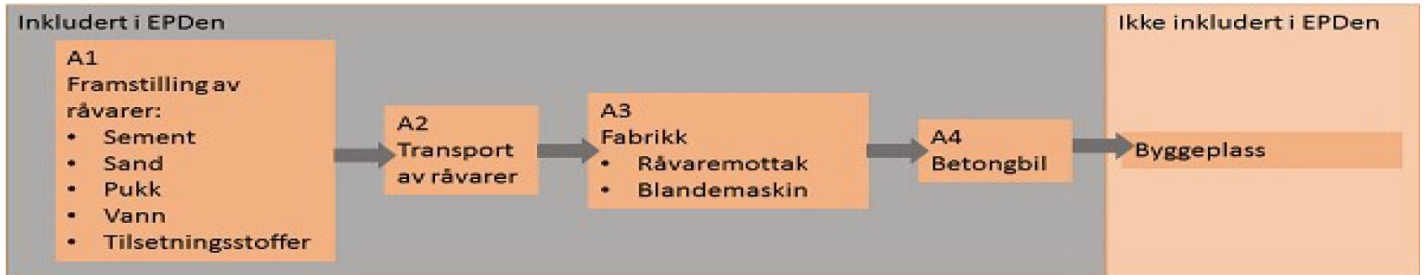 Inkludert i EPDen
Ikke inkludert i EPDen
A1
Framstilling av
råvarer:
• Sement
• Sand
• Pukk
• Vann
• Tilsetningsstoffer
A2
Transport
av råvarer
A3
Fabrikk
• Råvaremottak
• Blandemaskin
A4
Betongbil
Byggeplass